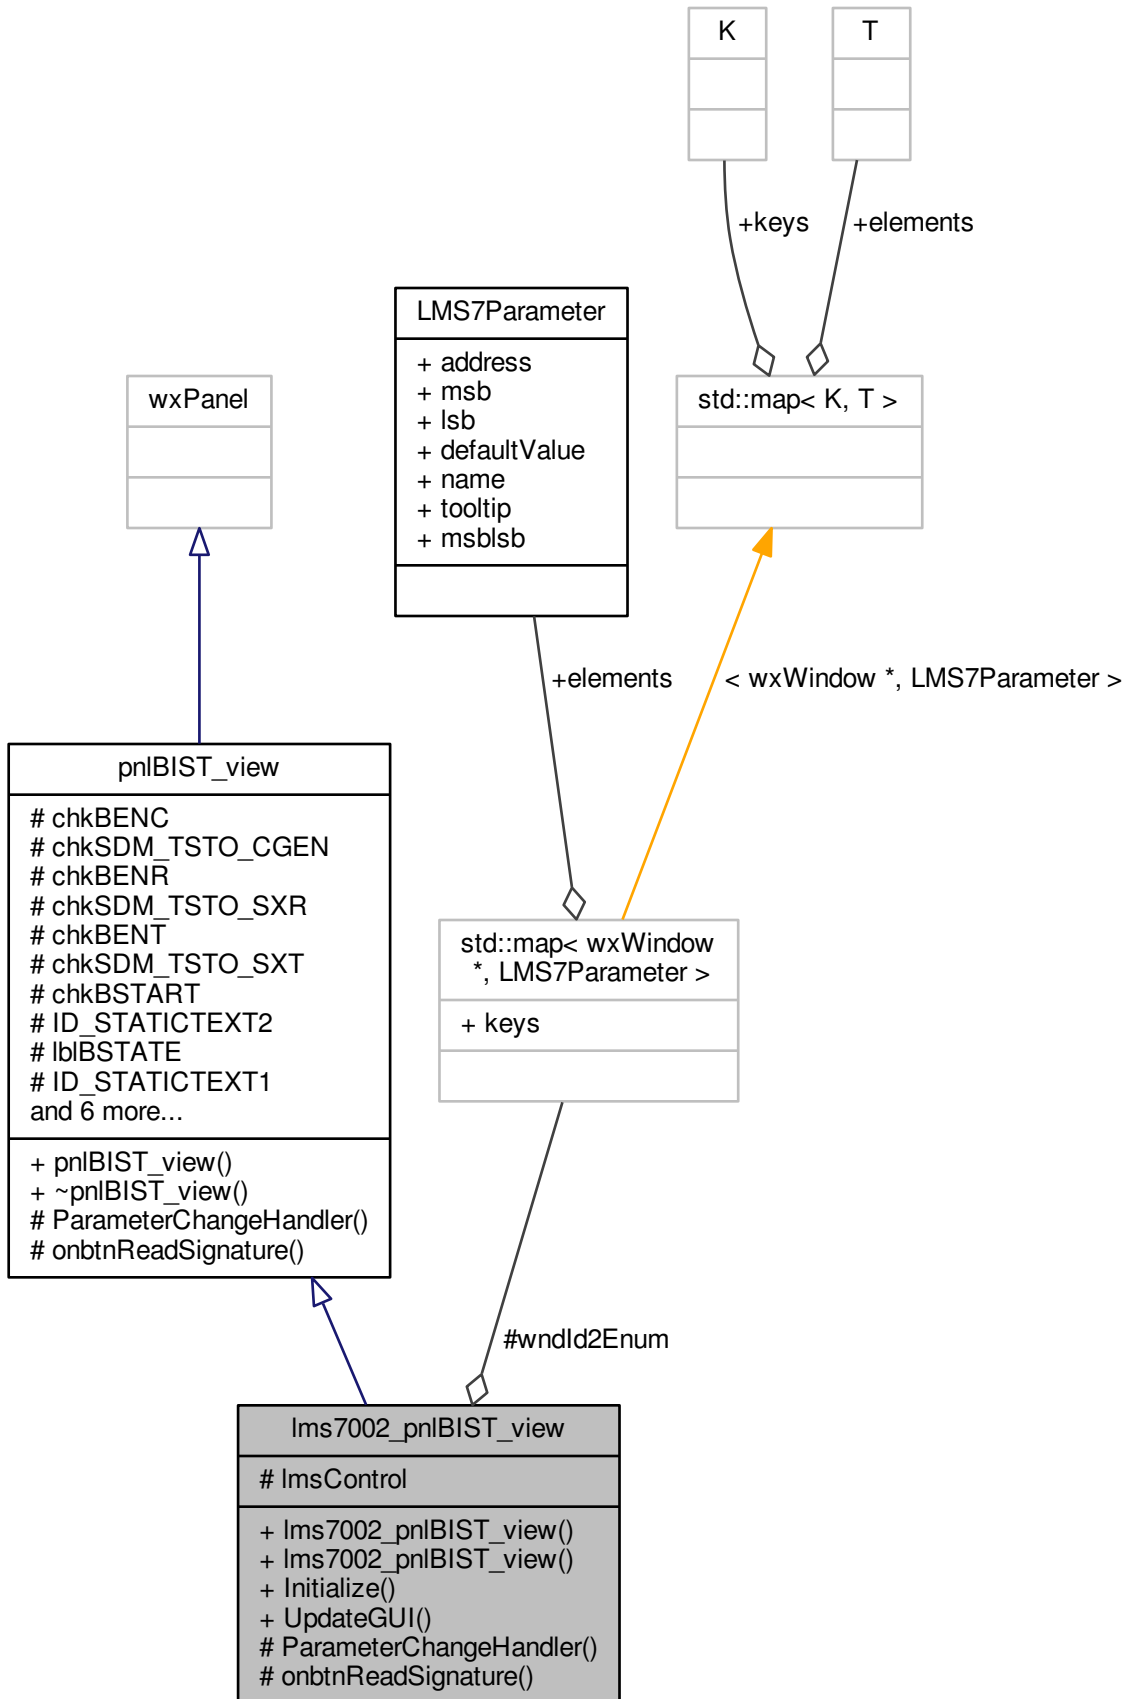 K
T
+keys
+elements
LMS7Parameter
+ address
+ msb
+ lsb
+ defaultValue
+ name
+ tooltip
+ msblsb
wxPanel
std::map< K, T >
+elements
< wxWindow *, LMS7Parameter >
pnlBIST_view
# chkBENC
# chkSDM_TSTO_CGEN
# chkBENR
# chkSDM_TSTO_SXR
# chkBENT
# chkSDM_TSTO_SXT
# chkBSTART
# ID_STATICTEXT2
# lblBSTATE
# ID_STATICTEXT1
and 6 more...
+ pnlBIST_view()
+ ~pnlBIST_view()
# ParameterChangeHandler()
# onbtnReadSignature()
std::map< wxWindow
*, LMS7Parameter >
+ keys
#wndId2Enum
lms7002_pnlBIST_view
# lmsControl
+ lms7002_pnlBIST_view()
+ lms7002_pnlBIST_view()
+ Initialize()
+ UpdateGUI()
# ParameterChangeHandler()
# onbtnReadSignature()